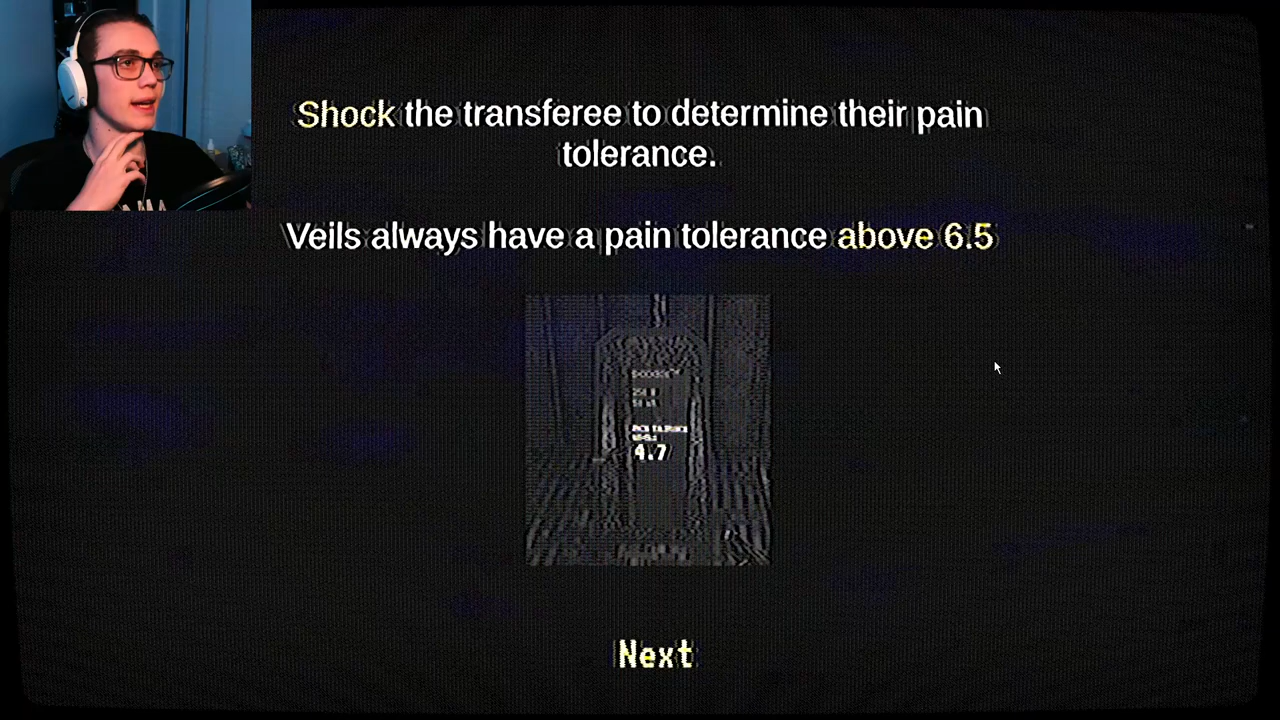 Shock the transferee to determine their pain
tolerance.
Veils always have a pain tolerance above 6.5
4.7
Next